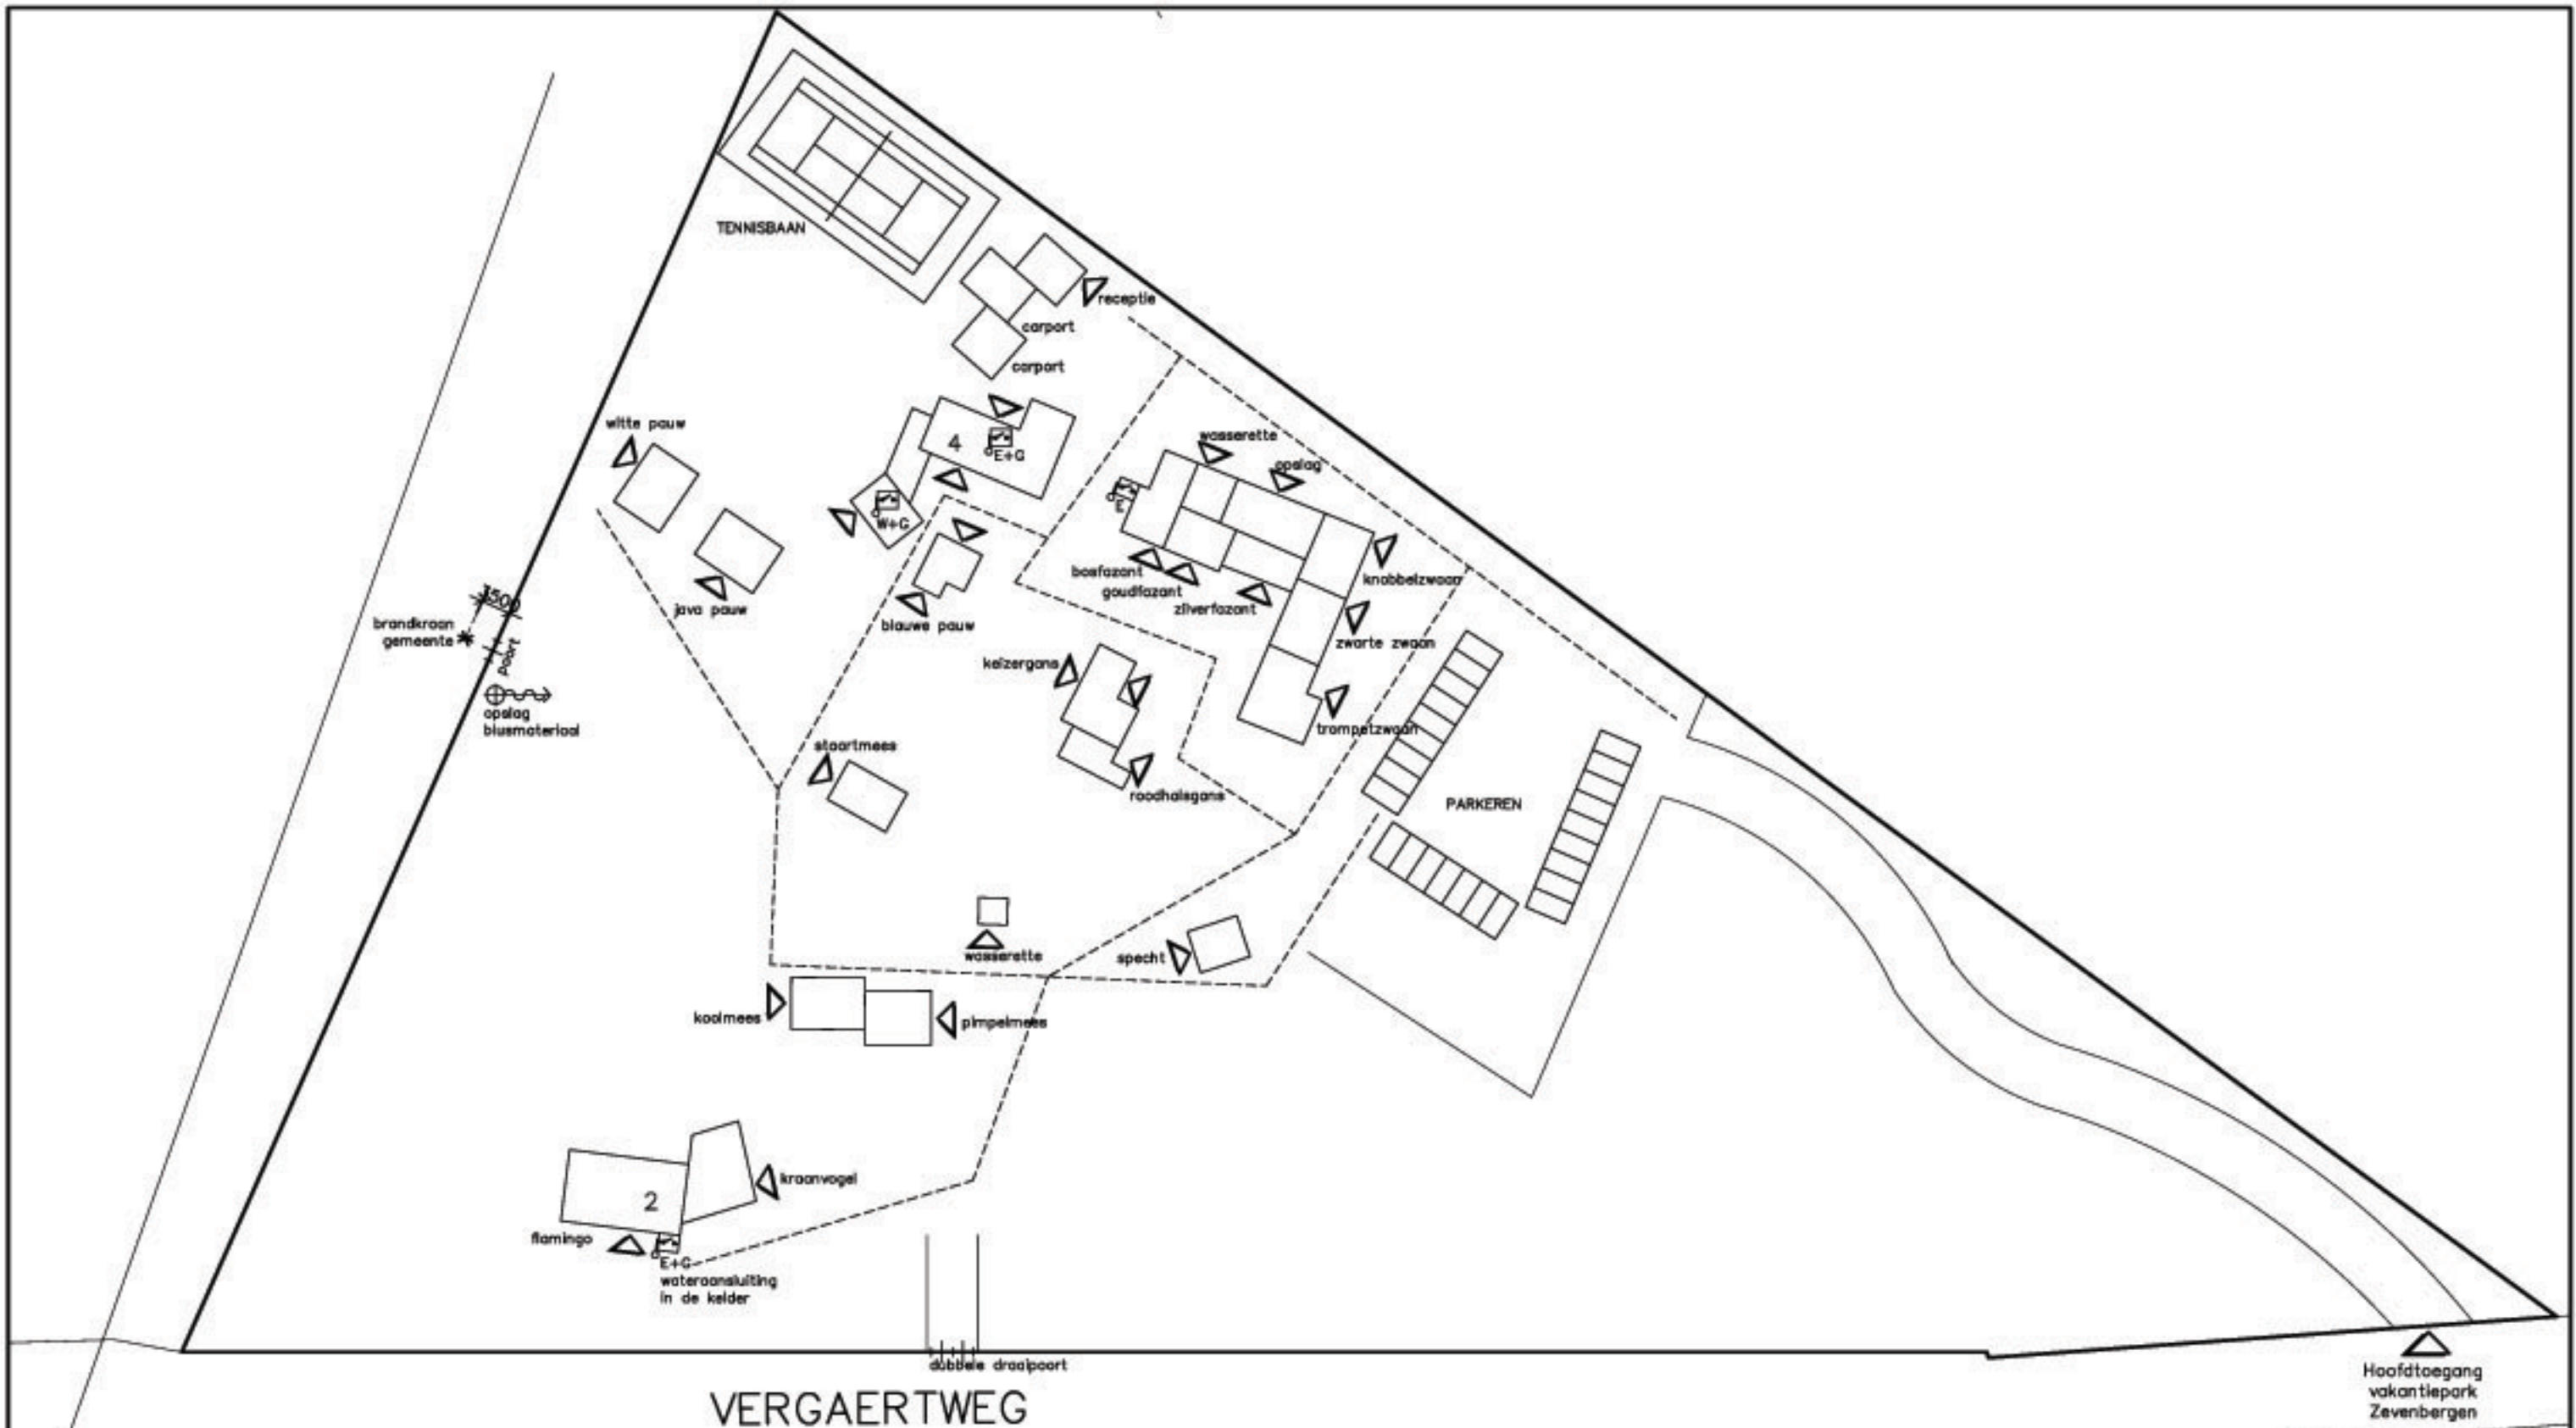 TENNISBAAN
receptie
carport
carport
witte pauw
4
E+G
W+G
wasserette
opslag
E
java pauw
blauwe pauw
bosfazant
goudfazant
zilverfazant
knobbelzwaan
zwarte zwaan
trompetzwaan
3500
brandkraan
gemeente
poort
opslag
blusmateriaal
keizergans
roodhalsgans
staartmees
PARKEREN
wasserette
specht
koolmees
pimpelmees
kraanvogel
2
flamingo
E+G
wateraansluiting
in de kelder
dubbele draaipoort
VERGAERTWEG
Hoofdtoegang
vakantiepark
Zevenbergen